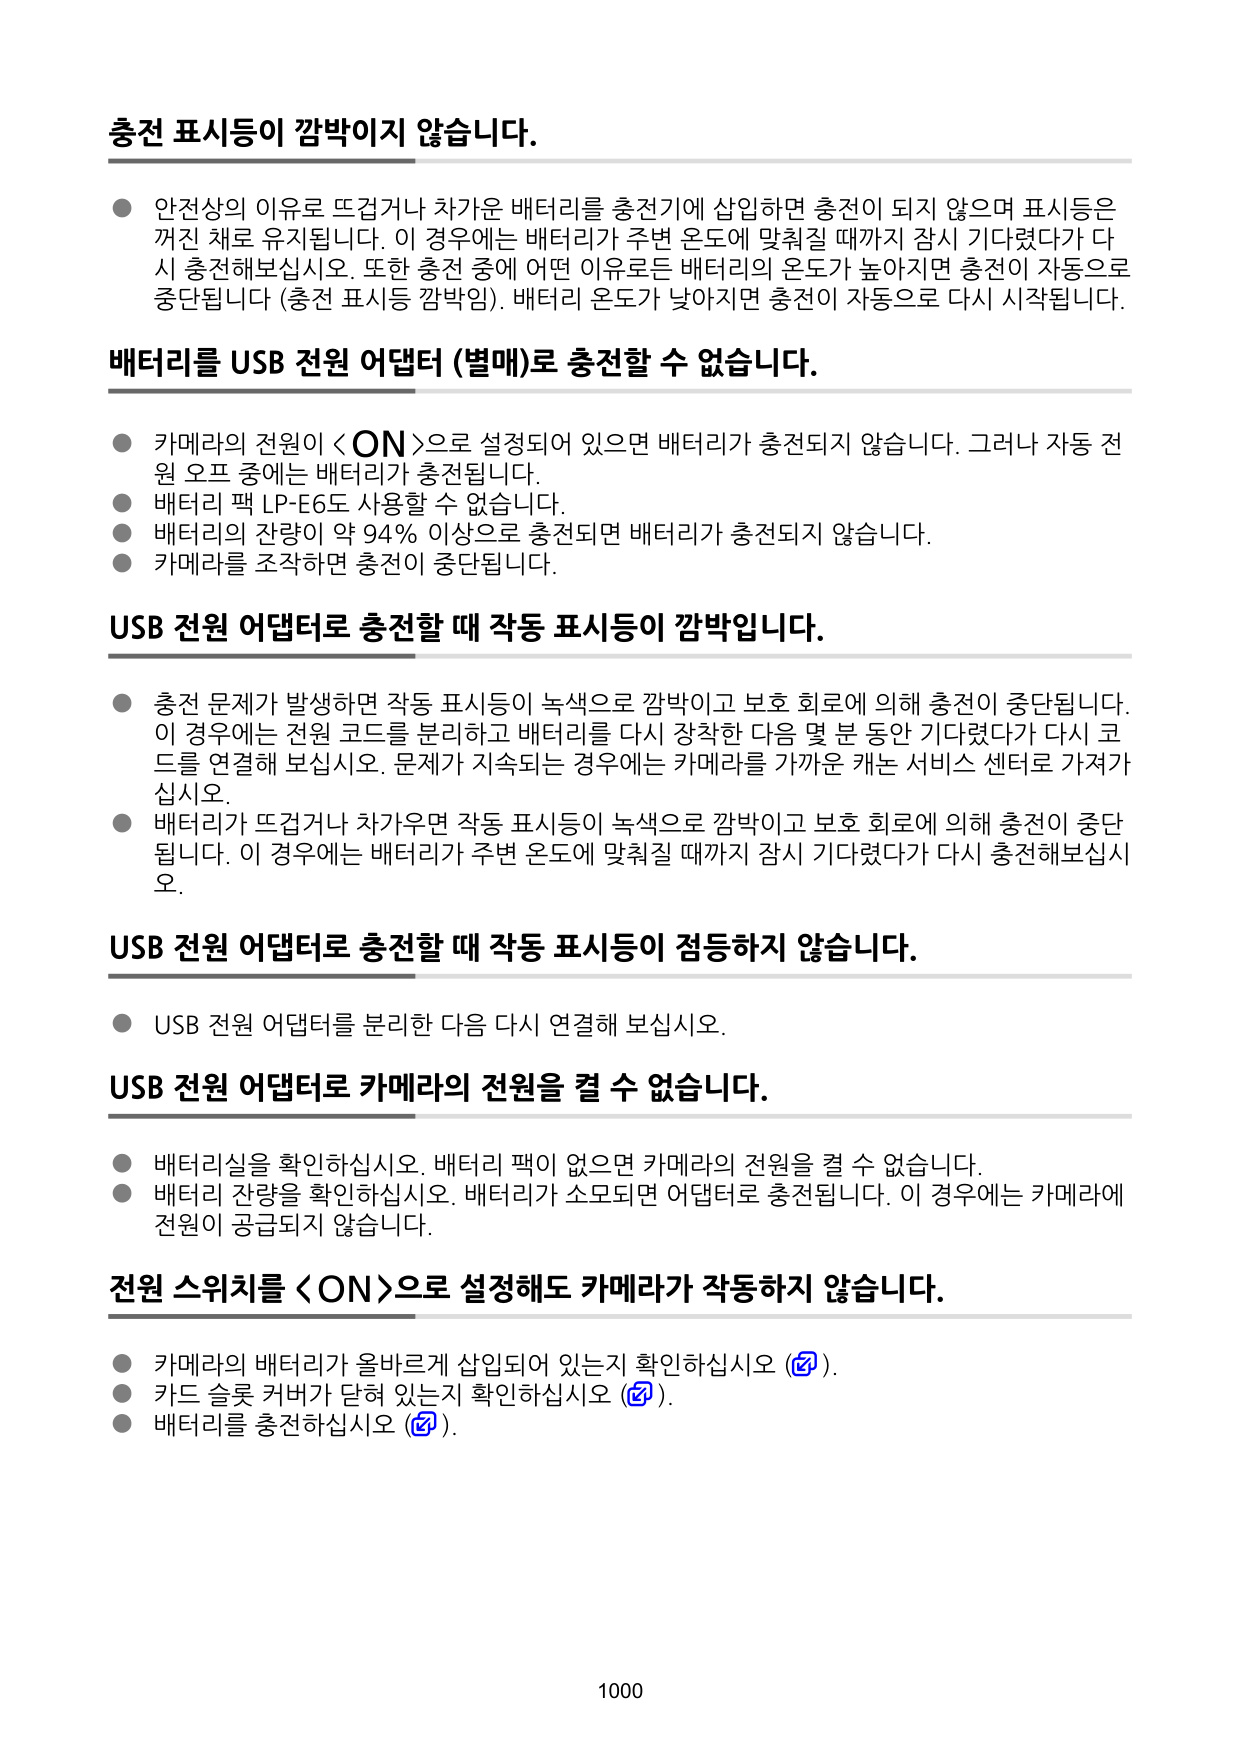 충전 표시등이 깜박이지 않습니다.
● 안전상의 이유로 뜨겁거나 차가운 배터리를 충전기에 삽입하면 충전이 되지 않으며 표시등은
꺼진 채로 유지됩니다. 이 경우에는 배터리가 주변 온도에 맞춰질 때까지 잠시 기다렸다가 다
시 충전해보십시오. 또한 충전 중에 어떤 이유로든 배터리의 온도가 높아지면 충전이 자동으로
중단됩니다 (충전 표시등 깜박임). 배터리 온도가 낮아지면 충전이 자동으로 다시 시작됩니다.
배터리를 USB 전원 어댑터 (별매)로 충전할 수 없습니다.
● 카메라의 전원이 <ON>으로 설정되어 있으면 배터리가 충전되지 않습니다. 그러나 자동 전
원 오프 중에는 배터리가 충전됩니다.
● 배터리 팩 LP-E6도 사용할 수 없습니다.
● 배터리의 잔량이 약 94% 이상으로 충전되면 배터리가 충전되지 않습니다.
● 카메라를 조작하면 충전이 중단됩니다.
USB 전원 어댑터로 충전할 때 작동 표시등이 깜박입니다.
● 충전 문제가 발생하면 작동 표시등이 녹색으로 깜박이고 보호 회로에 의해 충전이 중단됩니다.
이 경우에는 전원 코드를 분리하고 배터리를 다시 장착한 다음 몇 분 동안 기다렸다가 다시 코
드를 연결해 보십시오. 문제가 지속되는 경우에는 카메라를 가까운 캐논 서비스 센터로 가져가
십시오.
● 배터리가 뜨겁거나 차가우면 작동 표시등이 녹색으로 깜박이고 보호 회로에 의해 충전이 중단
됩니다. 이 경우에는 배터리가 주변 온도에 맞춰질 때까지 잠시 기다렸다가 다시 충전해보십시
오.
USB 전원 어댑터로 충전할 때 작동 표시등이 점등하지 않습니다.
● USB 전원 어댑터를 분리한 다음 다시 연결해 보십시오.
USB 전원 어댑터로 카메라의 전원을 켤 수 없습니다.
● 배터리실을 확인하십시오. 배터리 팩이 없으면 카메라의 전원을 켤 수 없습니다.
● 배터리 잔량을 확인하십시오. 배터리가 소모되면 어댑터로 충전됩니다. 이 경우에는 카메라에
전원이 공급되지 않습니다.
전원 스위치를 <ON>으로 설정해도 카메라가 작동하지 않습니다.
● 카메라의 배터리가 올바르게 삽입되어 있는지 확인하십시오 ( ).
● 카드 슬롯 커버가 닫혀 있는지 확인하십시오 ( ).
● 배터리를 충전하십시오 ( ).
1000